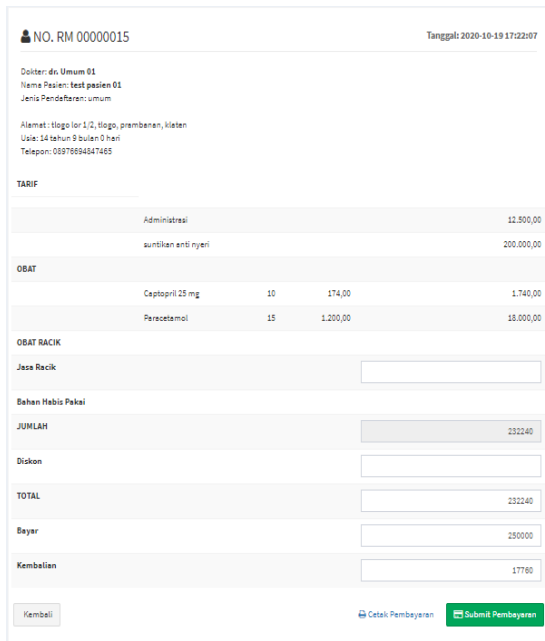 NO. RM 00000015
Tanggal: 2020-10-19 17:22:07
Dokter: dr. Umum 01
Nama Pasien: test pasien 01
Jenis Pendaftaran: umum
Alamat : tlogo lor 1/2, tlogo, prambanan, klaten
Usia: 14 tahun 9 bulan 0 hari
Telepon: 08976694847465
TARIF
Administrasi 12.500,00
suntikan anti nyeri 200.000,00
OBAT
Captopril 25 mg 10 174,00 1.740,00
Paracetamol 15 1.200,00 18.000,00
OBAT RACIK
Jasa Racik
Bahan Habis Pakai
JUMLAH 232240
Diskon
TOTAL 232240
Bayar 250000
Kembalian 17760
Kembali Cetak Pembayaran Submit Pembayaran